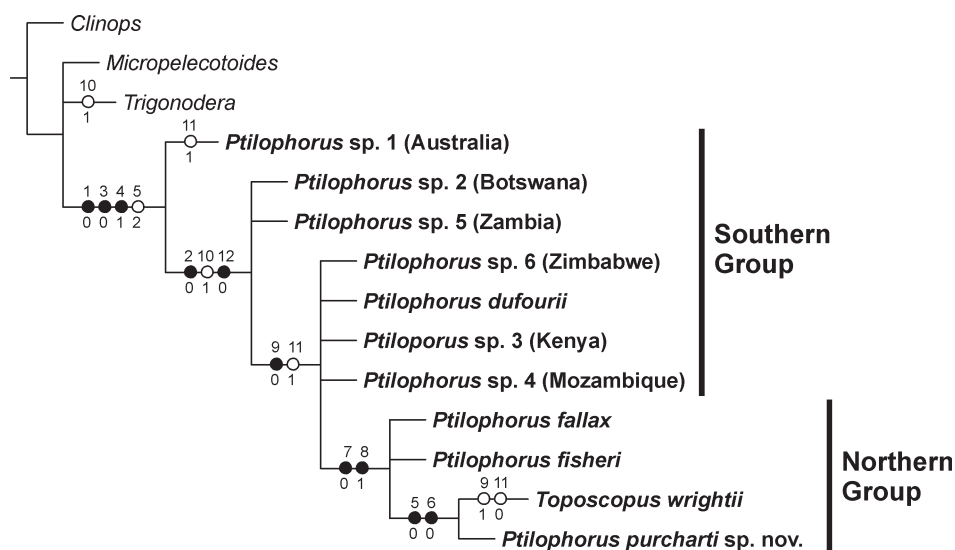 Clinops
Micropelecotoides
10
1
Trigonodera
11
1
Ptilophorus sp. 1 (Australia)
Ptilophorus sp. 2 (Botswana)
1 3 4 5
0 0 1 2
Ptilophorus sp. 5 (Zambia)
Southern
Group
Ptilophorus sp. 6 (Zimbabwe)
2 10 12
0 1 0
Ptilophorus dufourii
Ptiloporus sp. 3 (Kenya)
9 11
0 1
Ptilophorus sp. 4 (Mozambique)
Ptilophorus fallax
Ptilophorus fisheri
7 8
0 1
Northern
Group
9 11
1 0
Toposcopus wrightii
5 6
0 0
Ptilophorus purcharti sp. nov.